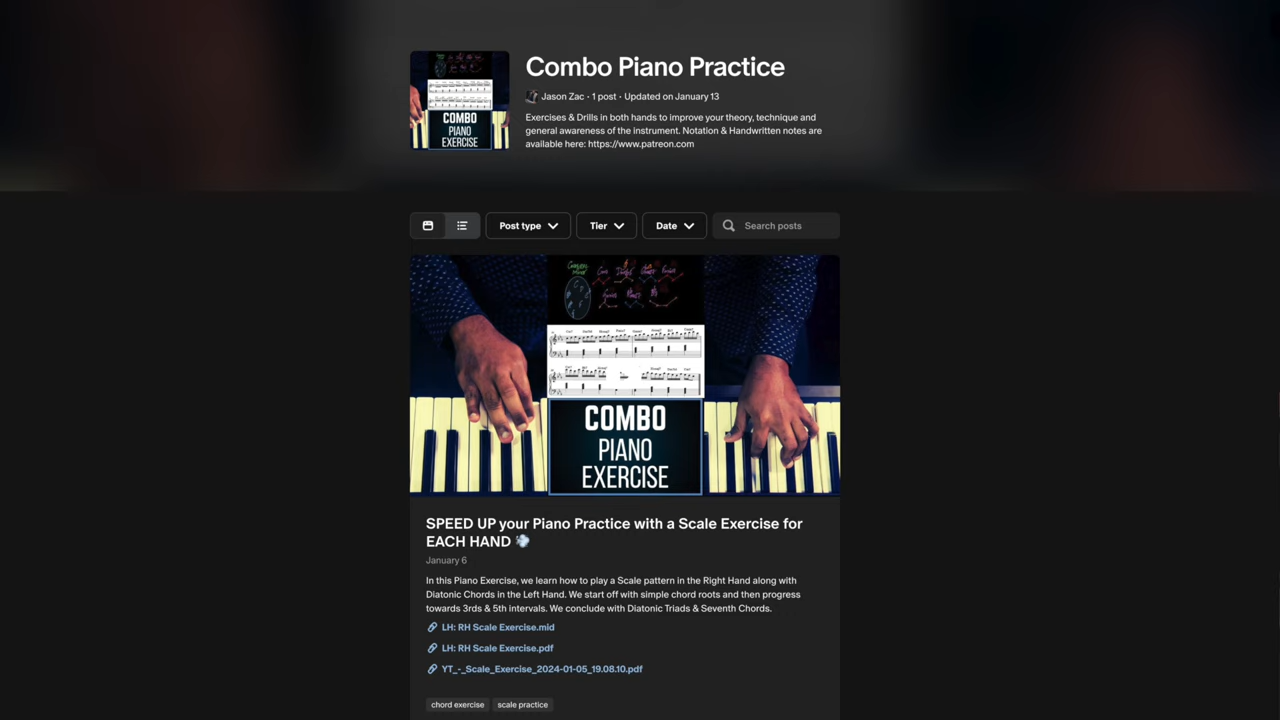 Combo Piano Practice
COMBO
PIANO
EXERCISE
Jason Zac · 1 post · Updated on January 13
Exercises & Drills in both hands to improve your theory, technique and
general awareness of the instrument. Notation & Handwritten notes are
available here: https://www.patreon.com
Post type
Tier
Date
Search posts
COMBO
PIANO
EXERCISE
SPEED UP your Piano Practice with a Scale Exercise for
EACH HAND 💨
January 6
In this Piano Exercise, we learn how to play a Scale pattern in the Right Hand along with
Diatonic Chords in the Left Hand. We start off with simple chord roots and then progress
towards 3rds & 5th intervals. We conclude with Diatonic Triads & Seventh Chords.
LH: RH Scale Exercise.mid
LH: RH Scale Exercise.pdf
YT_-_Scale_Exercise_2024-01-05_19.08.10.pdf
chord exercise
scale practice